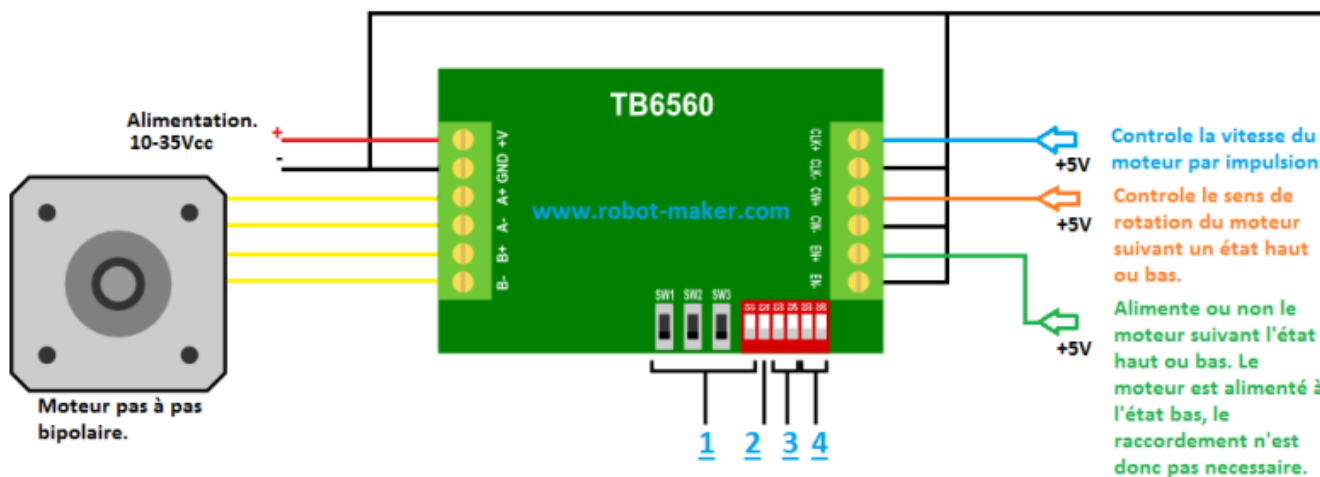 Alimentation.
10-35Vcc
+
-
Moteur pas à pas
bipolaire.
TB6560
www.robot-maker.com
+V
GND
A+
A-
B+
B-
CLK+
CLK-
CW+
CW-
EN+
EN-
SW1 SW2 SW3
1 2 3 4
+5V
Controle la vitesse du
moteur par impulsion
+5V
Controle le sens de
rotation du moteur
suivant un état haut
ou bas.
+5V
Alimente ou non le
moteur suivant l'état
haut ou bas. Le
moteur est alimenté à
l'état bas, le
raccordement n'est
donc pas necessaire.